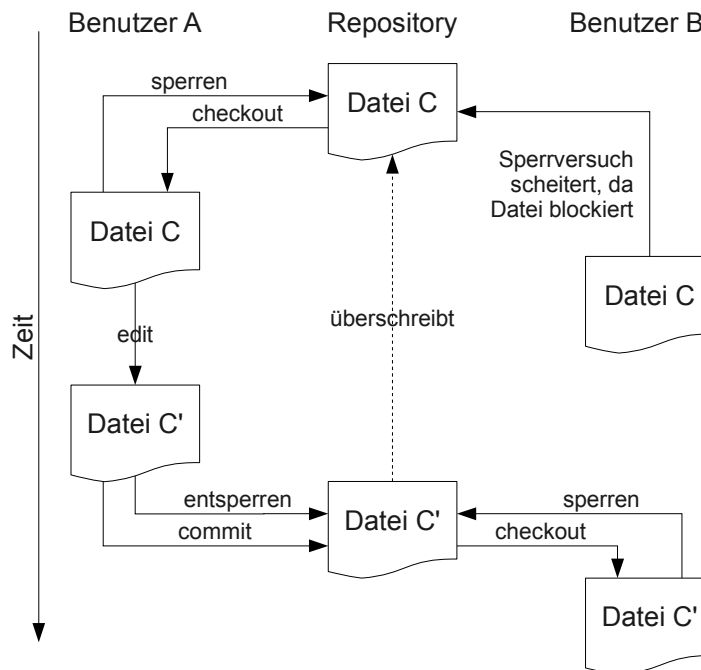 Benutzer A
Repository
Benutzer B
sperren
Datei C
checkout
Sperrversuch
scheitert, da
Datei blockiert
Datei C
Datei C
überschreibt
Zeit
edit
Datei C'
entsperren
Datei C'
sperren
commit
checkout
Datei C'